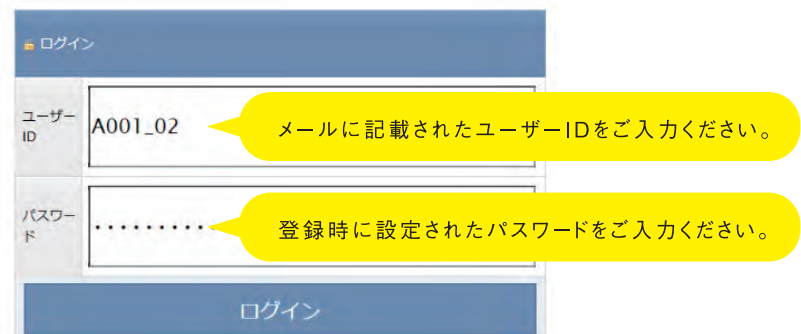 ログイン
ユーザー
ID
A001_02
メールに記載されたユーザーIDをご入力ください。
パスワー
ド
・・・・・・・・・
登録時に設定されたパスワードをご入力ください。
ログイン